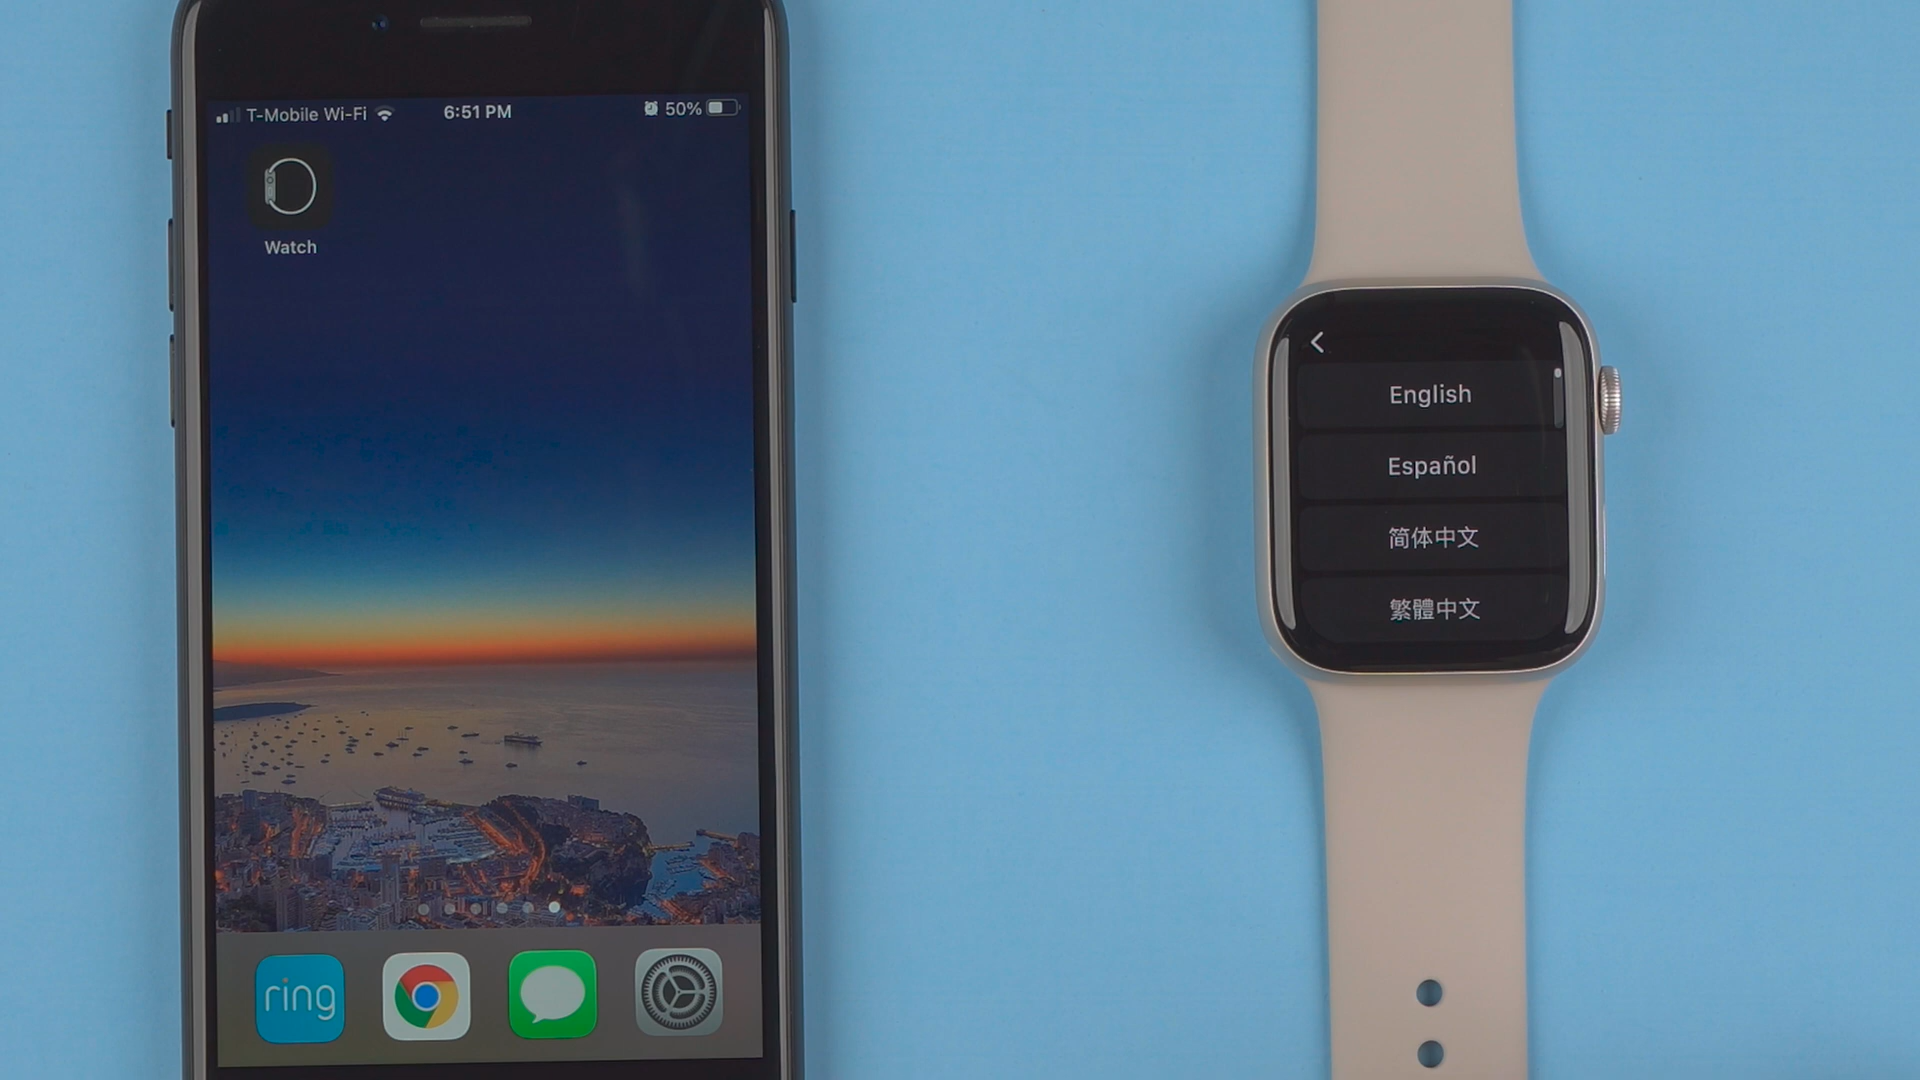 T-Mobile Wi-Fi 6:51 PM 50%
Watch
ring
English
Español
简体中文
繁體中文